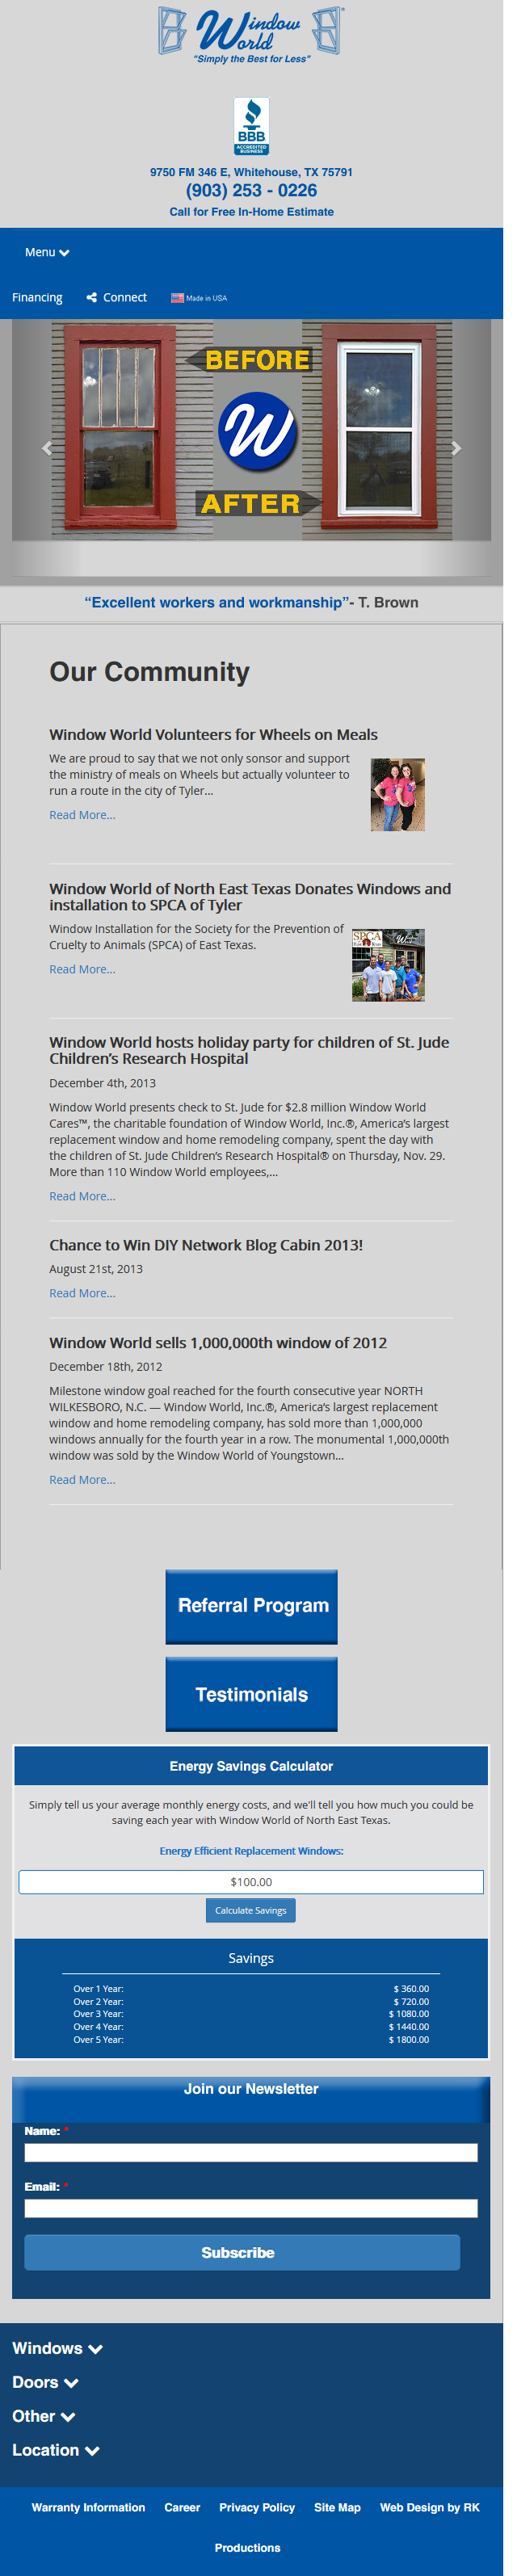 Window
World®
"Simply the Best for Less"
BBB
ACCREDITED
BUSINESS
9750 FM 346 E, Whitehouse, TX 75791
(903) 253 - 0226
Call for Free In-Home Estimate
Menu
Financing
Connect
Made in USA
BEFORE
W
AFTER
“Excellent workers and workmanship”- T. Brown
Our Community
Window World Volunteers for Wheels on Meals
We are proud to say that we not only sonsor and support
the ministry of meals on Wheels but actually volunteer to
run a route in the city of Tyler...
Read More...
Window World of North East Texas Donates Windows and
installation to SPCA of Tyler
Window Installation for the Society for the Prevention of
Cruelty to Animals (SPCA) of East Texas.
SPCA
Read More...
Window World hosts holiday party for children of St. Jude
Children’s Research Hospital
December 4th, 2013
Window World presents check to St. Jude for $2.8 million Window World
Cares™, the charitable foundation of Window World, Inc.®, America’s largest
replacement window and home remodeling company, spent the day with
the children of St. Jude Children’s Research Hospital® on Thursday, Nov. 29.
More than 110 Window World employees,...
Read More...
Chance to Win DIY Network Blog Cabin 2013!
August 21st, 2013
Read More...
Window World sells 1,000,000th window of 2012
December 18th, 2012
Milestone window goal reached for the fourth consecutive year NORTH
WILKESBORO, N.C. — Window World, Inc.®, America’s largest replacement
window and home remodeling company, has sold more than 1,000,000
windows annually for the fourth year in a row. The monumental 1,000,000th
window was sold by the Window World of Youngstown...
Read More...
Referral Program
Testimonials
Energy Savings Calculator
Simply tell us your average monthly energy costs, and we'll tell you how much you could be
saving each year with Window World of North East Texas.
Energy Efficient Replacement Windows:
$100.00
Calculate Savings
Savings
Over 1 Year: $ 360.00
Over 2 Year: $ 720.00
Over 3 Year: $ 1080.00
Over 4 Year: $ 1440.00
Over 5 Year: $ 1800.00
Join our Newsletter
Name: *
Email: *
Subscribe
Windows
Doors
Other
Location
Warranty Information Career Privacy Policy Site Map Web Design by RK
Productions